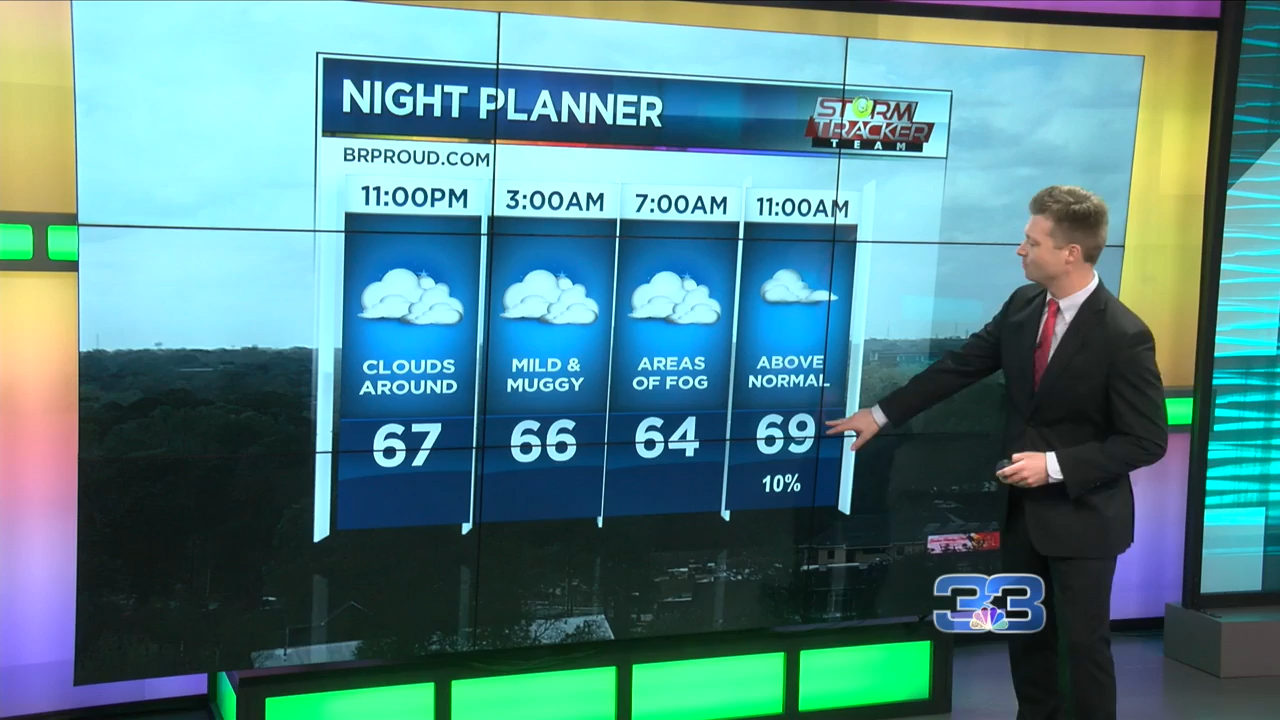 NIGHT PLANNER
STORM
TRACKER
TEAM
BRPROUD.COM
11:00PM
3:00AM
7:00AM
11:00AM
CLOUDS
AROUND
MILD &
MUGGY
AREAS
OF FOG
ABOVE
NORMAL
67
66
64
69
10%
33